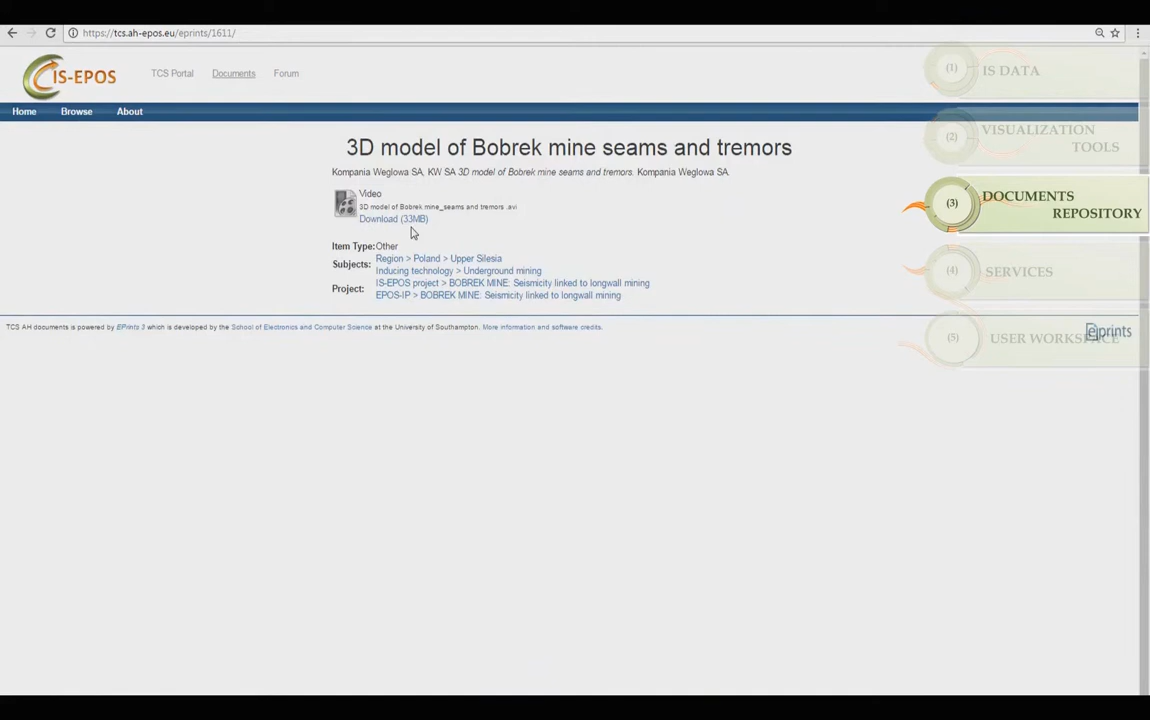 https://tcs.ah-epos.eu/eprints/1611/
IS-EPOS
TCS Portal Documents Forum
Home Browse About
3D model of Bobrek mine seams and tremors
Kompania Weglowa SA, KW SA 3D model of Bobrek mine seams and tremors. Kompania Weglowa SA.
Video
3D model of Bobrek mine_seams and tremors .avi
Download (33MB)
Item Type: Other
Subjects: Region > Poland > Upper Silesia
Inducing technology > Underground mining
Project: IS-EPOS project > BOBREK MINE: Seismicity linked to longwall mining
EPOS-IP > BOBREK MINE: Seismicity linked to longwall mining
TCS AH documents is powered by EPrints 3 which is developed by the School of Electronics and Computer Science at the University of Southampton. More information and software credits.
eprints
(1) IS DATA
(2) VISUALIZATION
TOOLS
(3) DOCUMENTS
REPOSITORY
(4) SERVICES
(5) USER WORKSPACE